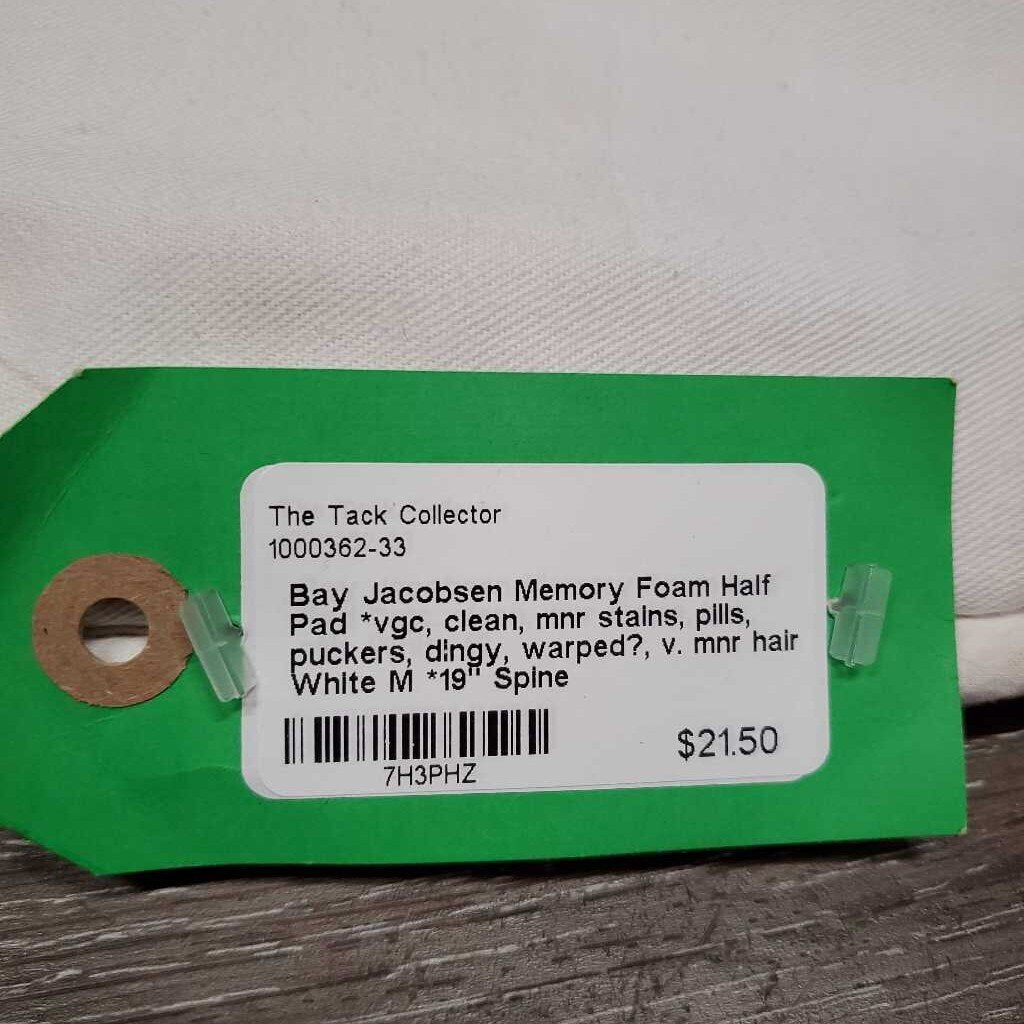 The Tack Collector
1000362-33
Bay Jacobsen Memory Foam Half
Pad *vgc, clean, mnr stains, pills,
puckers, dingy, warped?, v. mnr hair
White M *19" Spine
7H3PHZ
$21.50